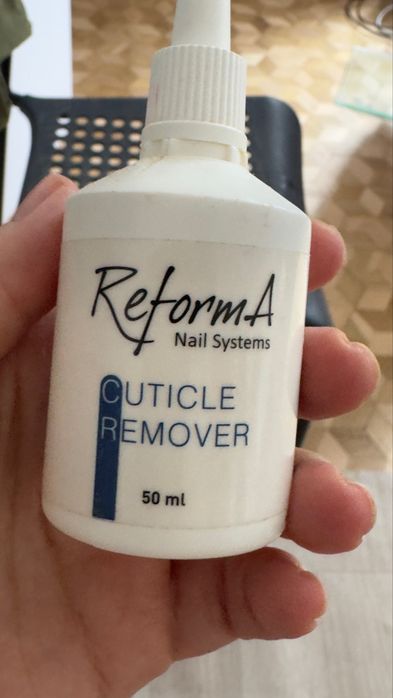 ReformA
Nail Systems
CUTICLE
REMOVER
50 ml